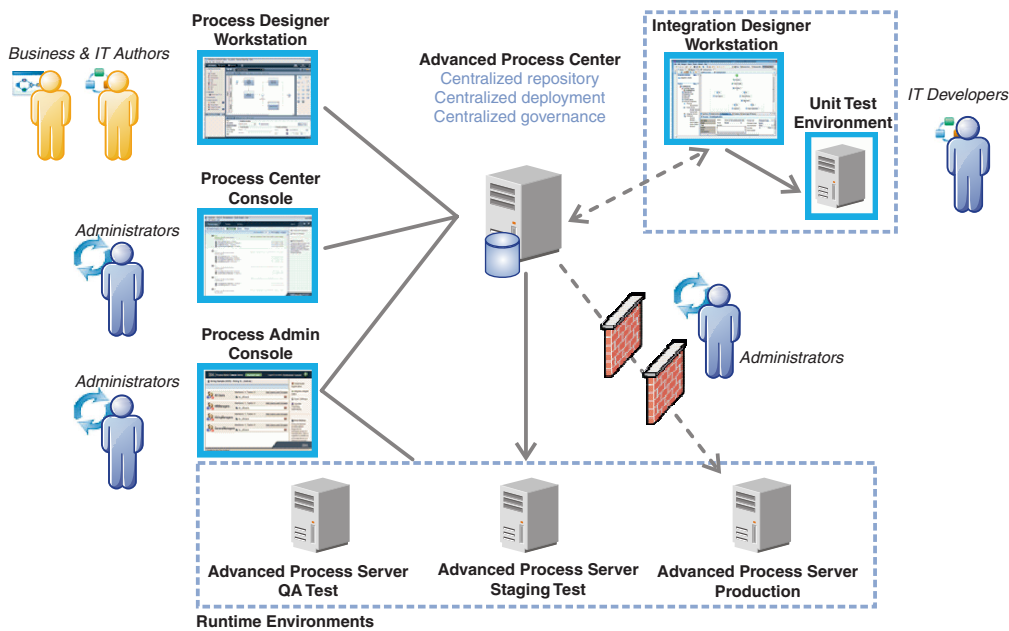 Business & IT Authors
Process Designer
Workstation
Advanced Process Center
Centralized repository
Centralized deployment
Centralized governance
Integration Designer
Workstation
Unit Test
Environment
IT Developers
Process Center
Console
Administrators
Process Admin
Console
Administrators
Administrators
Advanced Process Server
QA Test
Advanced Process Server
Staging Test
Advanced Process Server
Production
Runtime Environments